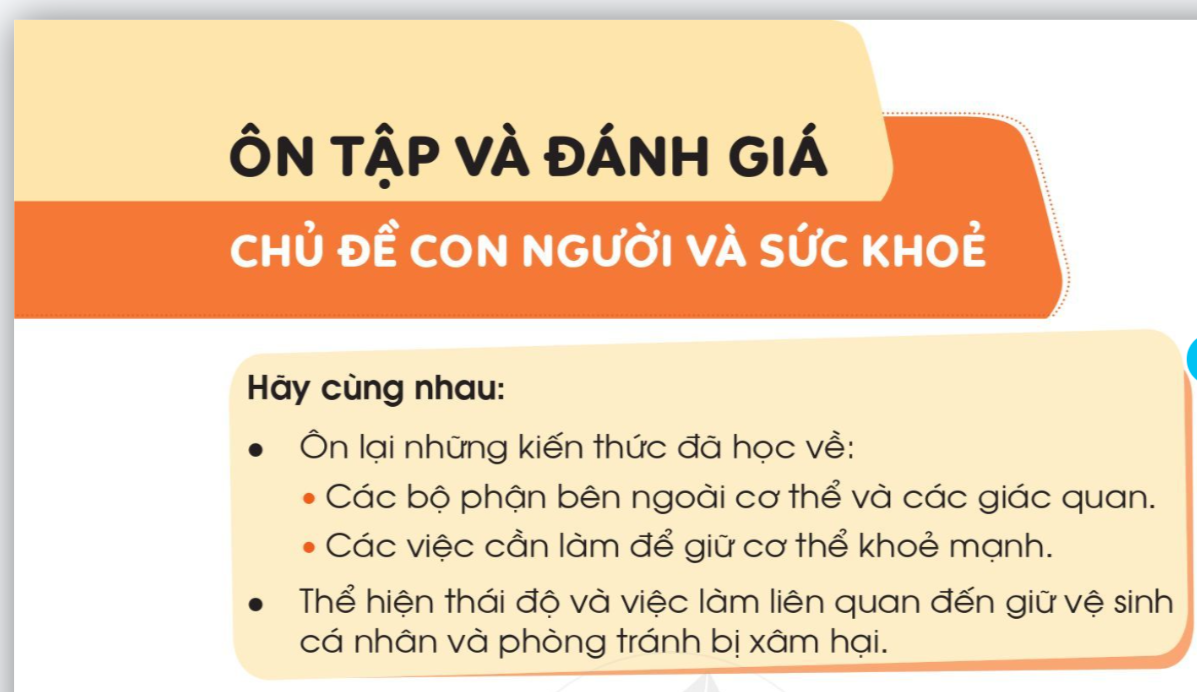 ÔN TẬP VÀ ĐÁNH GIÁ
CHỦ ĐỀ CON NGƯỜI VÀ SỨC KHOẺ
Hãy cùng nhau:
● Ôn lại những kiến thức đã học về:
● Các bộ phận bên ngoài cơ thể và các giác quan.
● Các việc cần làm để giữ cơ thể khoẻ mạnh.
● Thể hiện thái độ và việc làm liên quan đến giữ vệ sinh
cá nhân và phòng tránh bị xâm hại.